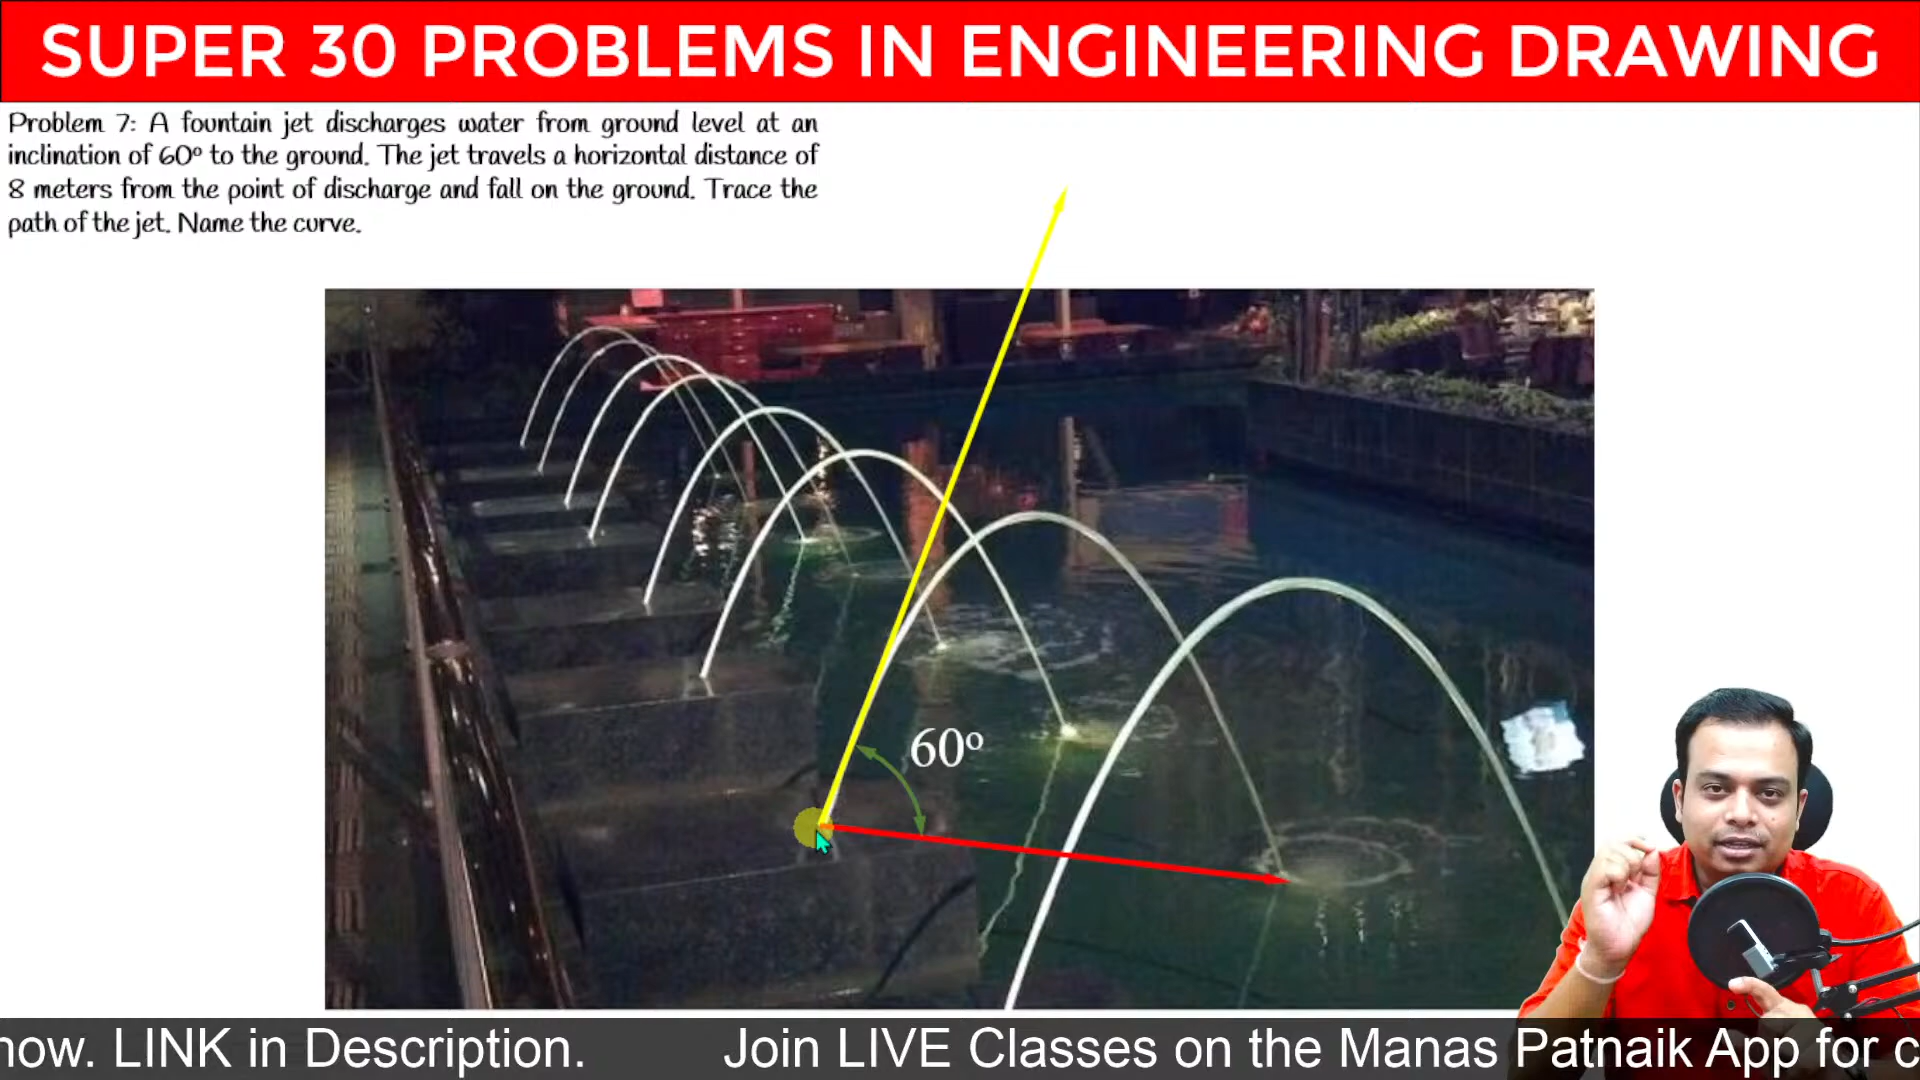 SUPER 30 PROBLEMS IN ENGINEERING DRAWING
Problem 7: A fountain jet discharges water from ground level at an
inclination of 60º to the ground. The jet travels a horizontal distance of
8 meters from the point of discharge and fall on the ground. Trace the
path of the jet. Name the curve.
60º
now. LINK in Description. Join LIVE Classes on the Manas Patnaik App for c